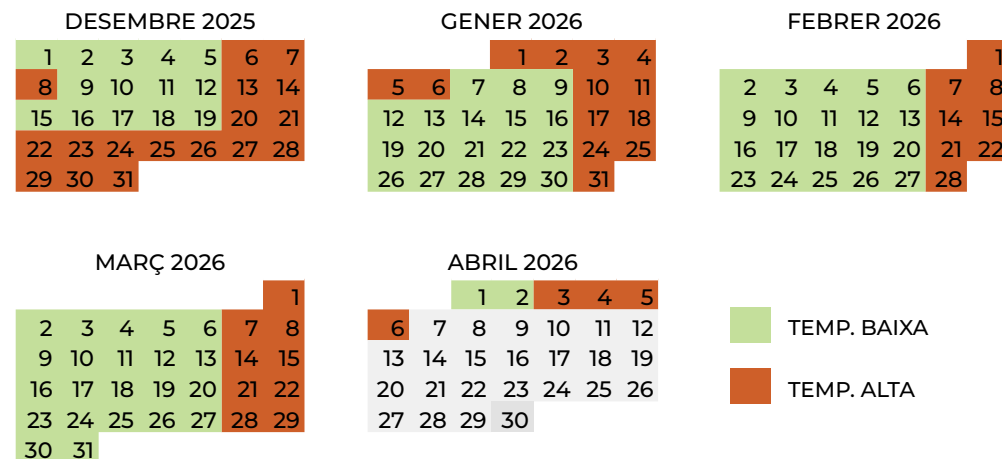 DESEMBRE 2025
1 2 3 4 5 6 7
8 9 10 11 12 13 14
15 16 17 18 19 20 21
22 23 24 25 26 27 28
29 30 31
GENER 2026
1 2 3 4
5 6 7 8 9 10 11
12 13 14 15 16 17 18
19 20 21 22 23 24 25
26 27 28 29 30 31
FEBRER 2026
1
2 3 4 5 6 7 8
9 10 11 12 13 14 15
16 17 18 19 20 21 22
23 24 25 26 27 28
MARÇ 2026
1
2 3 4 5 6 7 8
9 10 11 12 13 14 15
16 17 18 19 20 21 22
23 24 25 26 27 28 29
30 31
ABRIL 2026
1 2 3 4 5
6 7 8 9 10 11 12
13 14 15 16 17 18 19
20 21 22 23 24 25 26
27 28 29 30
TEMP. BAIXA
TEMP. ALTA